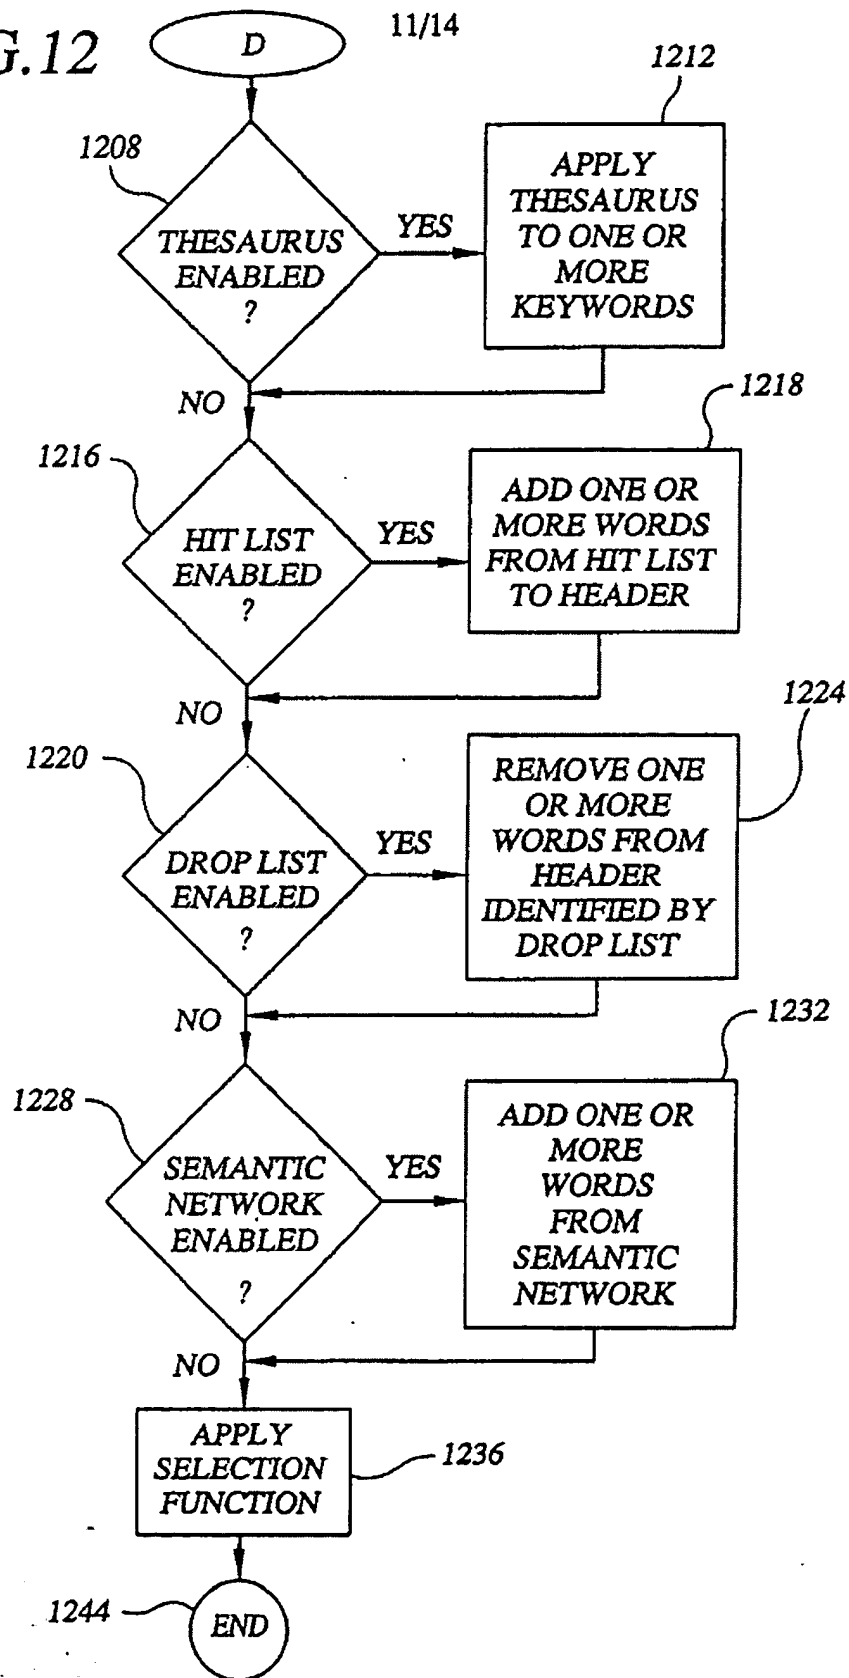 G.12
11/14
D
1212
1208
THESAURUS
ENABLED
?
YES
APPLY
THESAURUS
TO ONE OR
MORE
KEYWORDS
NO
1218
1216
HIT LIST
ENABLED
?
YES
ADD ONE OR
MORE WORDS
FROM HIT LIST
TO HEADER
NO
1224
1220
DROP LIST
ENABLED
?
YES
REMOVE ONE
OR MORE
WORDS FROM
HEADER
IDENTIFIED BY
DROP LIST
NO
1232
1228
SEMANTIC
NETWORK
ENABLED
?
YES
ADD ONE OR
MORE
WORDS
FROM
SEMANTIC
NETWORK
NO
APPLY
SELECTION
FUNCTION
1236
1244
END